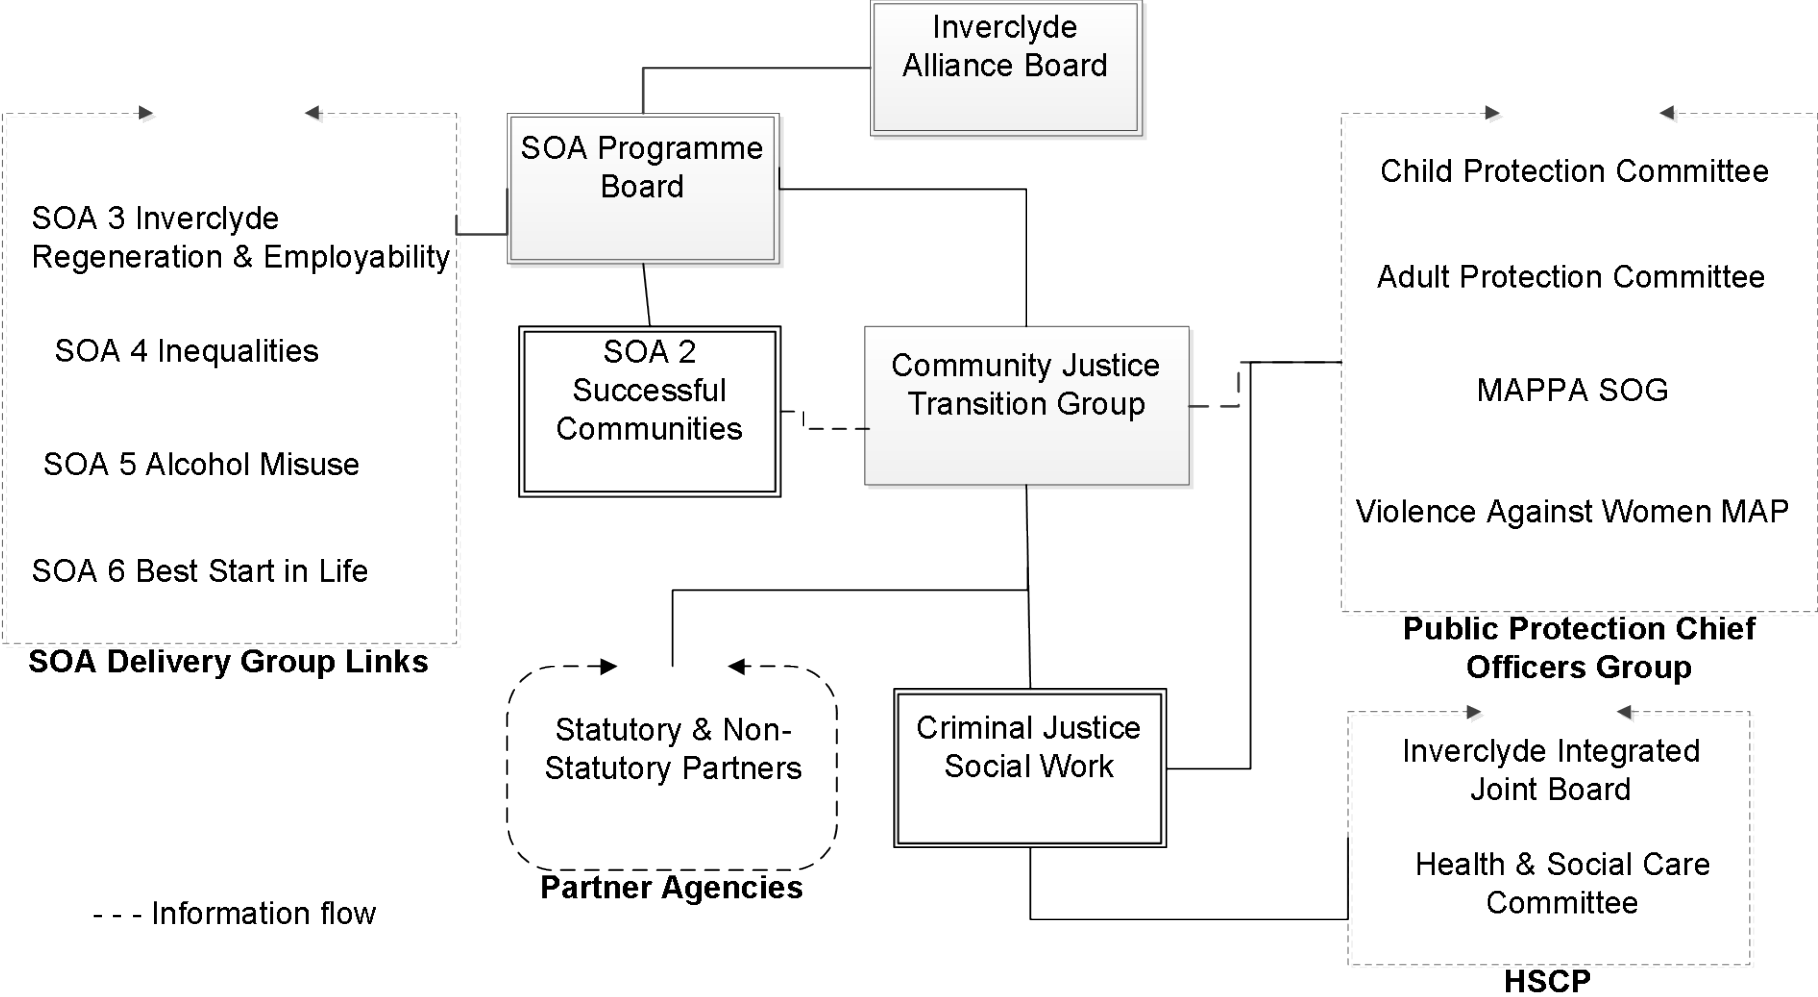 Inverclyde
Alliance Board
SOA Programme
Board
SOA 3 Inverclyde
Regeneration & Employability
SOA 4 Inequalities
SOA 5 Alcohol Misuse
SOA 6 Best Start in Life
SOA Delivery Group Links
SOA 2
Successful
Communities
Community Justice
Transition Group
Child Protection Committee
Adult Protection Committee
MAPPA SOG
Violence Against Women MAP
Public Protection Chief
Officers Group
Statutory & Non-
Statutory Partners
Partner Agencies
Criminal Justice
Social Work
Inverclyde Integrated
Joint Board
Health & Social Care
Committee
HSCP
- - - Information flow